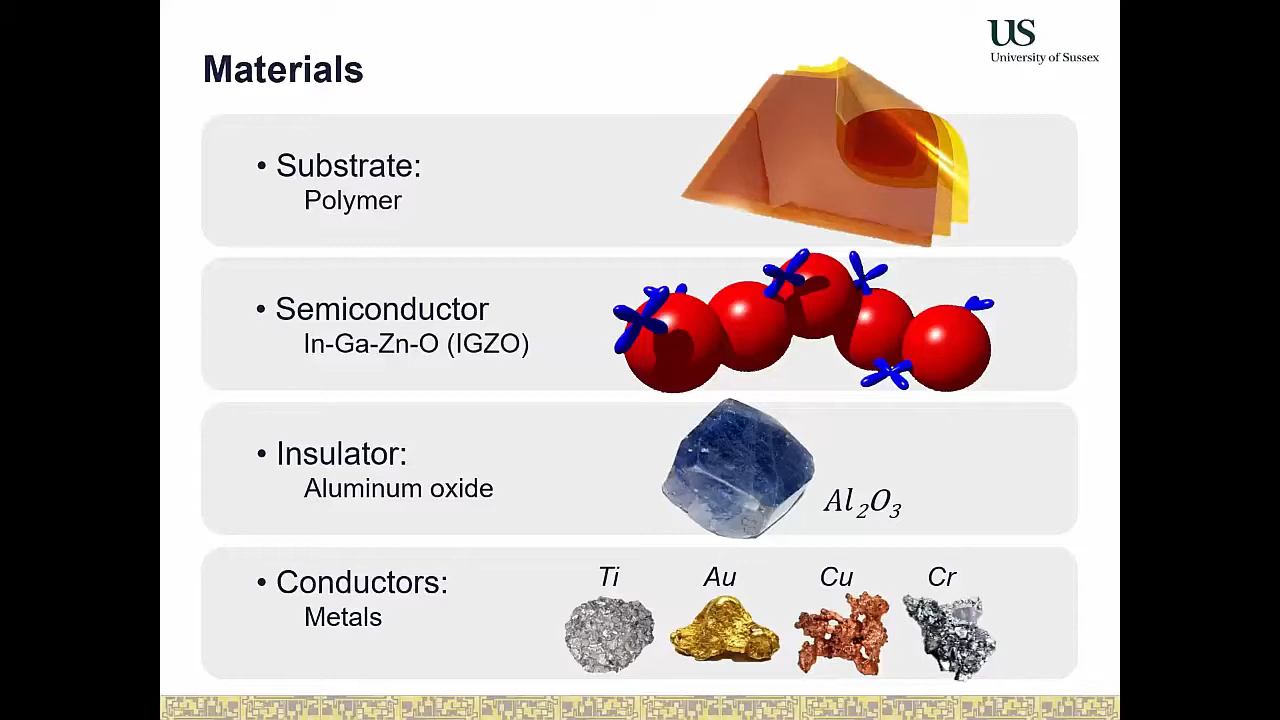 US
University of Sussex
Materials
• Substrate:
Polymer
• Semiconductor
In-Ga-Zn-O (IGZO)
• Insulator:
Aluminum oxide
Al₂O₃
• Conductors:
Metals
Ti Au Cu Cr